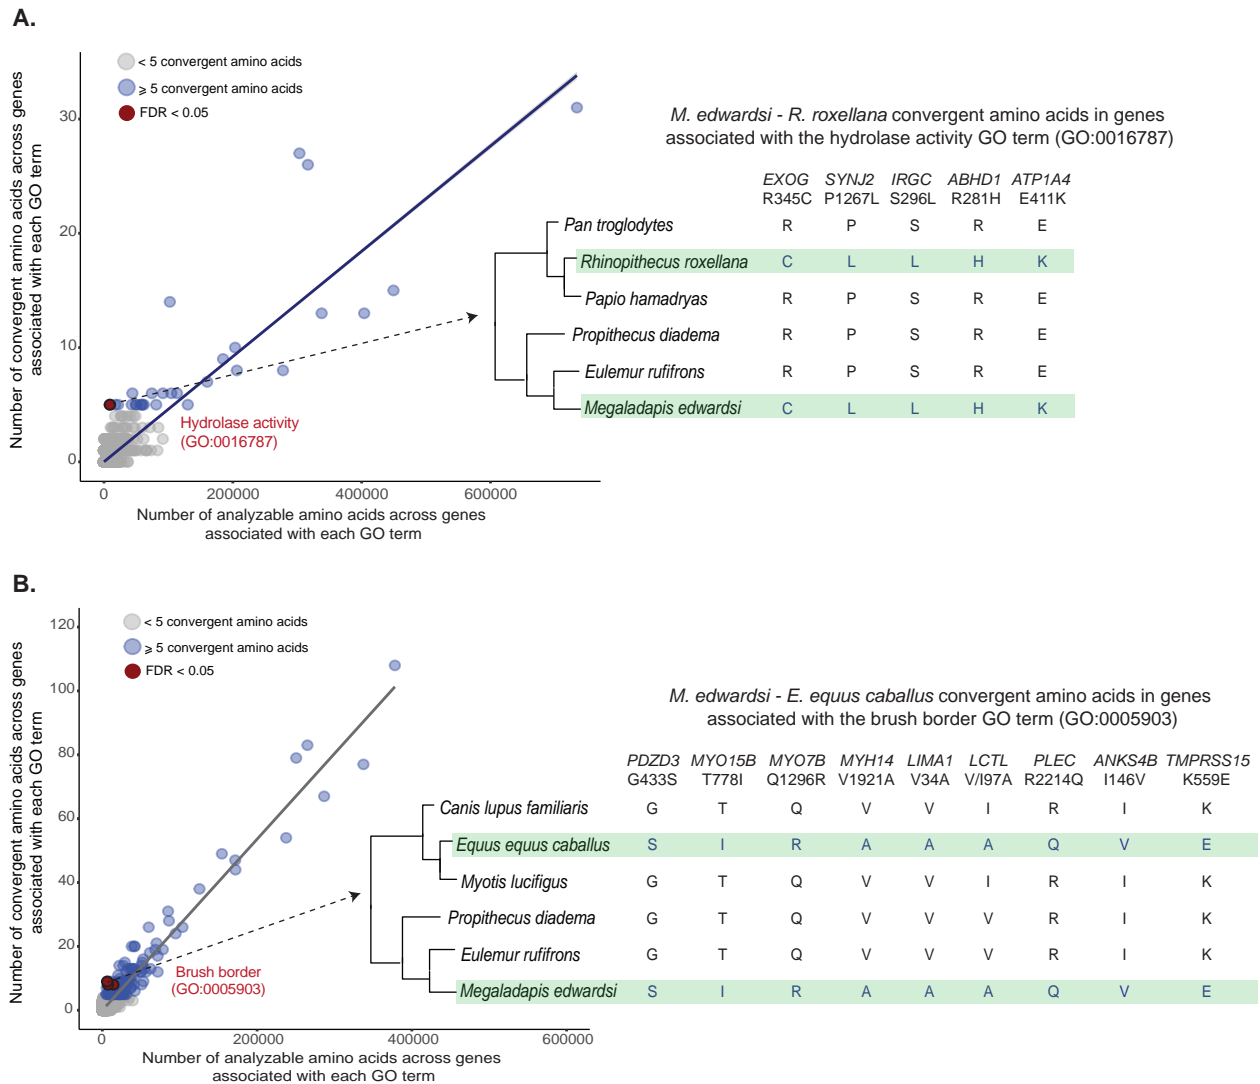 A.
Number of convergent amino acids across genes
associated with each GO term
30
20
10
0
< 5 convergent amino acids
⩾ 5 convergent amino acids
FDR < 0.05
Hydrolase activity
(GO:0016787)
0
200000
400000
600000
Number of analyzable amino acids across genes
associated with each GO term
M. edwardsi - R. roxellana convergent amino acids in genes
associated with the hydrolase activity GO term (GO:0016787)
EXOG SYNJ2 IRGC ABHD1 ATP1A4
R345C P1267L S296L R281H E411K
Pan troglodytes R P S R E
Rhinopithecus roxellana C L L H K
Papio hamadryas R P S R E
Propithecus diadema R P S R E
Eulemur rufifrons R P S R E
Megaladapis edwardsi C L L H K
B.
Number of convergent amino acids across genes
associated with each GO term
120
100
80
60
40
20
0
< 5 convergent amino acids
⩾ 5 convergent amino acids
FDR < 0.05
Brush border
(GO:0005903)
0
200000
400000
600000
Number of analyzable amino acids across genes
associated with each GO term
M. edwardsi - E. equus caballus convergent amino acids in genes
associated with the brush border GO term (GO:0005903)
PDZD3 MYO15B MYO7B MYH14 LIMA1 LCTL PLEC ANKS4B TMPRSS15
G433S T778I Q1296R V1921A V34A V/I97A R2214Q I146V K559E
Canis lupus familiaris G T Q V V I R I K
Equus equus caballus S I R A A A Q V E
Myotis lucifigus G T Q V V I R I K
Propithecus diadema G T Q V V V R I K
Eulemur rufifrons G T Q V V V R I K
Megaladapis edwardsi S I R A A A Q V E